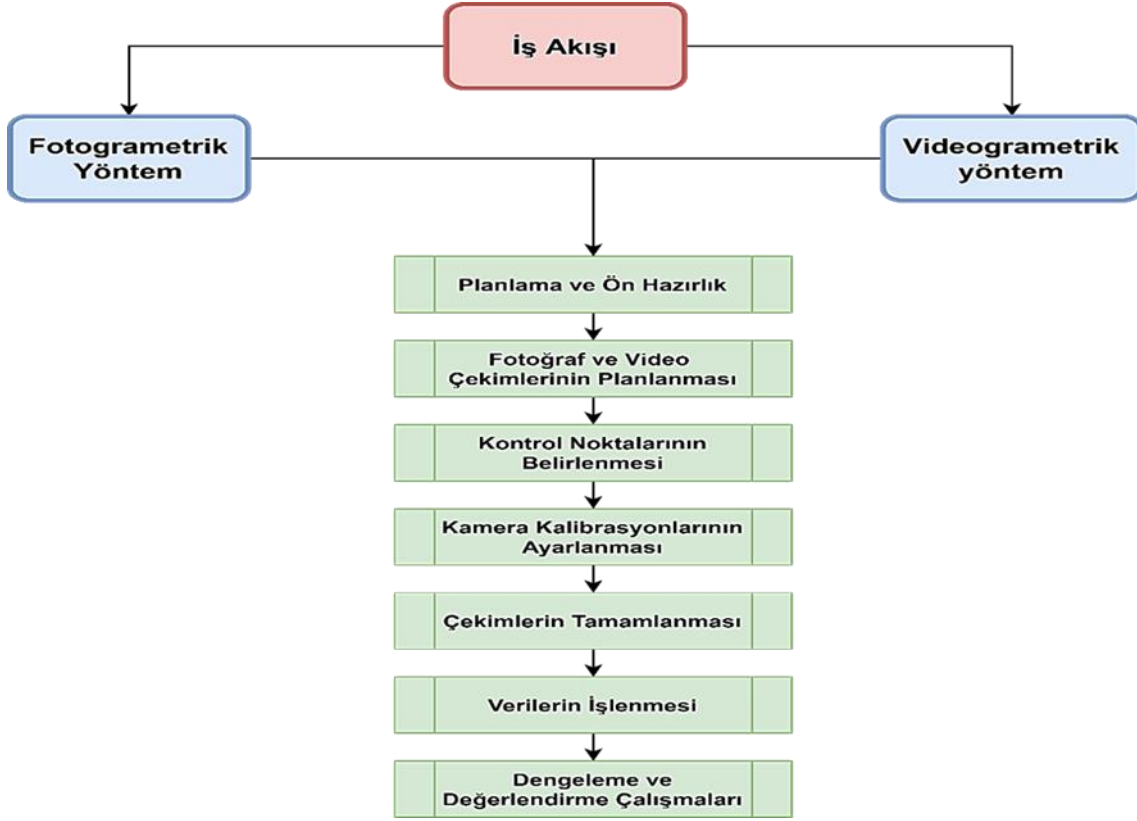 İş Akışı
Fotogrametrik
Yöntem
Videogrametrik
yöntem
Planlama ve Ön Hazırlık
Fotoğraf ve Video
Çekimlerinin Planlanması
Kontrol Noktalarının
Belirlenmesi
Kamera Kalibrasyonlarının
Ayarlanması
Çekimlerin Tamamlanması
Verilerin İşlenmesi
Dengeleme ve
Değerlendirme Çalışmaları